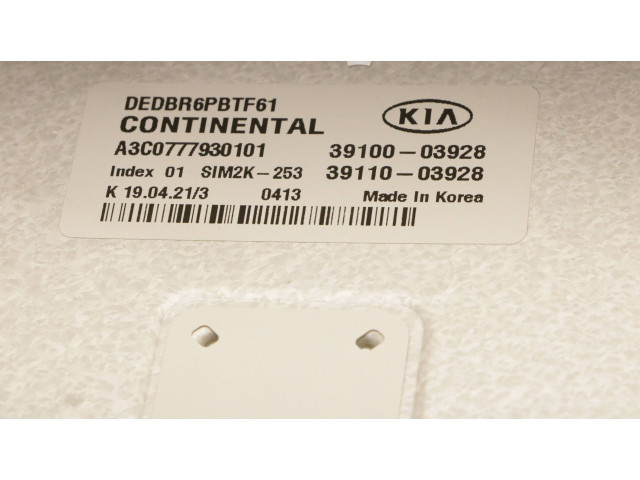 DEDBR6PBTF61
CONTINENTAL KIA
A3C0777930101 39100-03928
Index 01 SIM2K-253 39110-03928
K 19.04.21/3 0413 Made In Korea